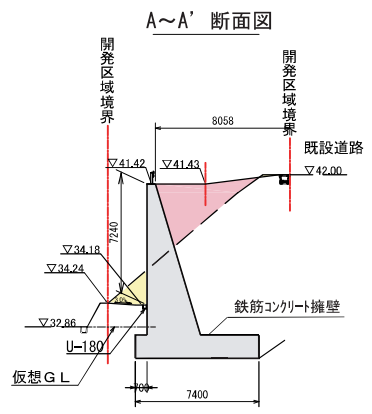 A～A’ 断面図
開発区域境界
開発区域境界
8058
既設道路
▽41.42
▽41.43
▽42.00
7240
▽34.18
▽34.24
3.0%
▽32.86
U-180
鉄筋コンクリート擁壁
仮想ＧＬ
700
7400